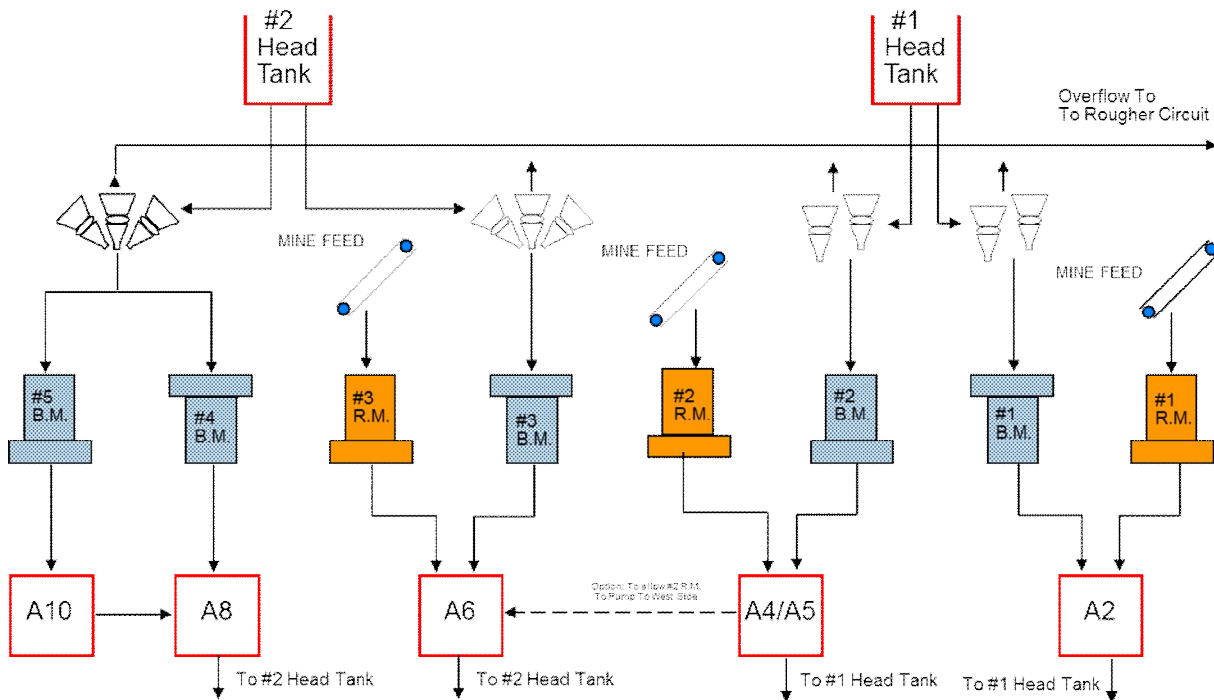 #2
Head
Tank
#1
Head
Tank
Overflow To
To Rougher Circuit
MINE FEED
MINE FEED
MINE FEED
#5
B.M.
#4
B.M.
#3
R.M.
#3
B.M.
#2
R.M.
#2
B.M.
#1
B.M.
#1
R.M.
Option: To allow #2 R.M.
To Pump To West Side
A10
A8
A6
A4/A5
A2
To #2 Head Tank
To #2 Head Tank
To #1 Head Tank
To #1 Head Tank